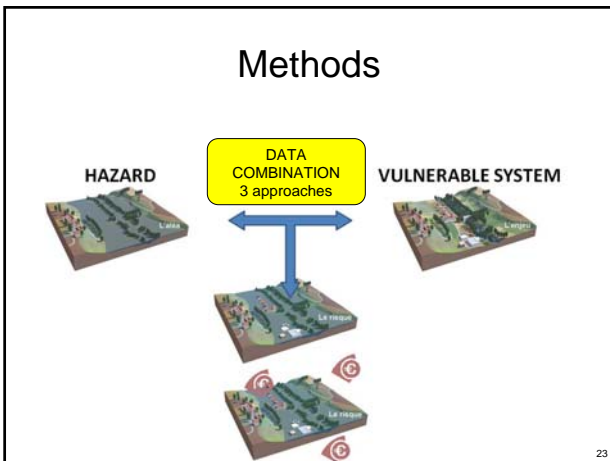 Methods
DATA
COMBINATION
3 approaches
HAZARD
VULNERABLE SYSTEM
L'aléa
L'enjeu
Le risque
€
€
Le risque
€
23